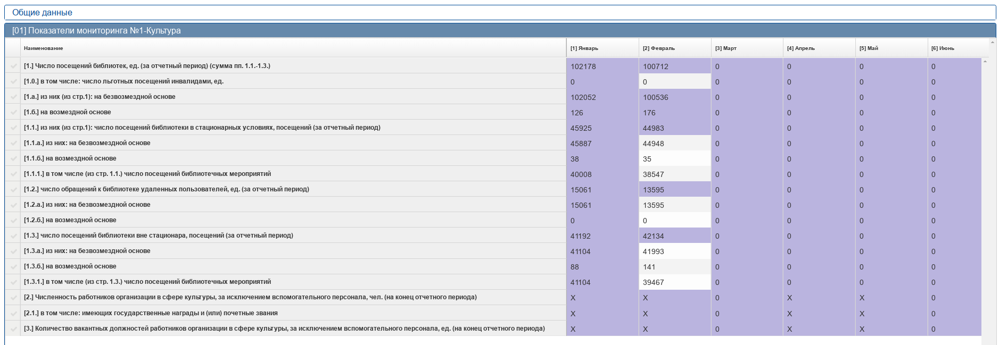 Общие данные
[01] Показатели мониторинга №1-Культура
Наименование [1] Январь [2] Февраль [3] Март [4] Апрель [5] Май [6] Июнь
[1.] Число посещений библиотек, ед. (за отчетный период) (сумма пп. 1.1.-1.3.) 102178 100712 0 0 0 0
[1.0.] в том числе: число льготных посещений инвалидами, ед. 0 0 0 0 0 0
[1.а.] из них (из стр.1): на безвозмездной основе 102052 100536 0 0 0 0
[1.б.] на возмездной основе 126 176 0 0 0 0
[1.1.] из них (из стр.1): число посещений библиотеки в стационарных условиях, посещений (за отчетный период) 45925 44983 0 0 0 0
[1.1.а.] из них: на безвозмездной основе 45887 44948 0 0 0 0
[1.1.б.] на возмездной основе 38 35 0 0 0 0
[1.1.1.] в том числе (из стр. 1.1.) число посещений библиотечных мероприятий 40008 38547 0 0 0 0
[1.2.] число обращений к библиотеке удаленных пользователей, ед. (за отчетный период) 15061 13595 0 0 0 0
[1.2.а.] из них: на безвозмездной основе 15061 13595 0 0 0 0
[1.2.б.] на возмездной основе 0 0 0 0 0 0
[1.3.] число посещений библиотеки вне стационара, посещений (за отчетный период) 41192 42134 0 0 0 0
[1.3.а.] из них: на безвозмездной основе 41104 41993 0 0 0 0
[1.3.б.] на возмездной основе 88 141 0 0 0 0
[1.3.1.] в том числе (из стр. 1.3.) число посещений библиотечных мероприятий 41104 39467 0 0 0 0
[2.] Численность работников организации в сфере культуры, за исключением вспомогательного персонала, чел. (на конец отчетного периода) X X 0 X X 0
[2.1.] в том числе: имеющих государственные награды и (или) почетные звания X X 0 X X 0
[3.] Количество вакантных должностей работников организации в сфере культуры, за исключением вспомогательного персонала, ед. (на конец отчетного периода) X X 0 X X 0